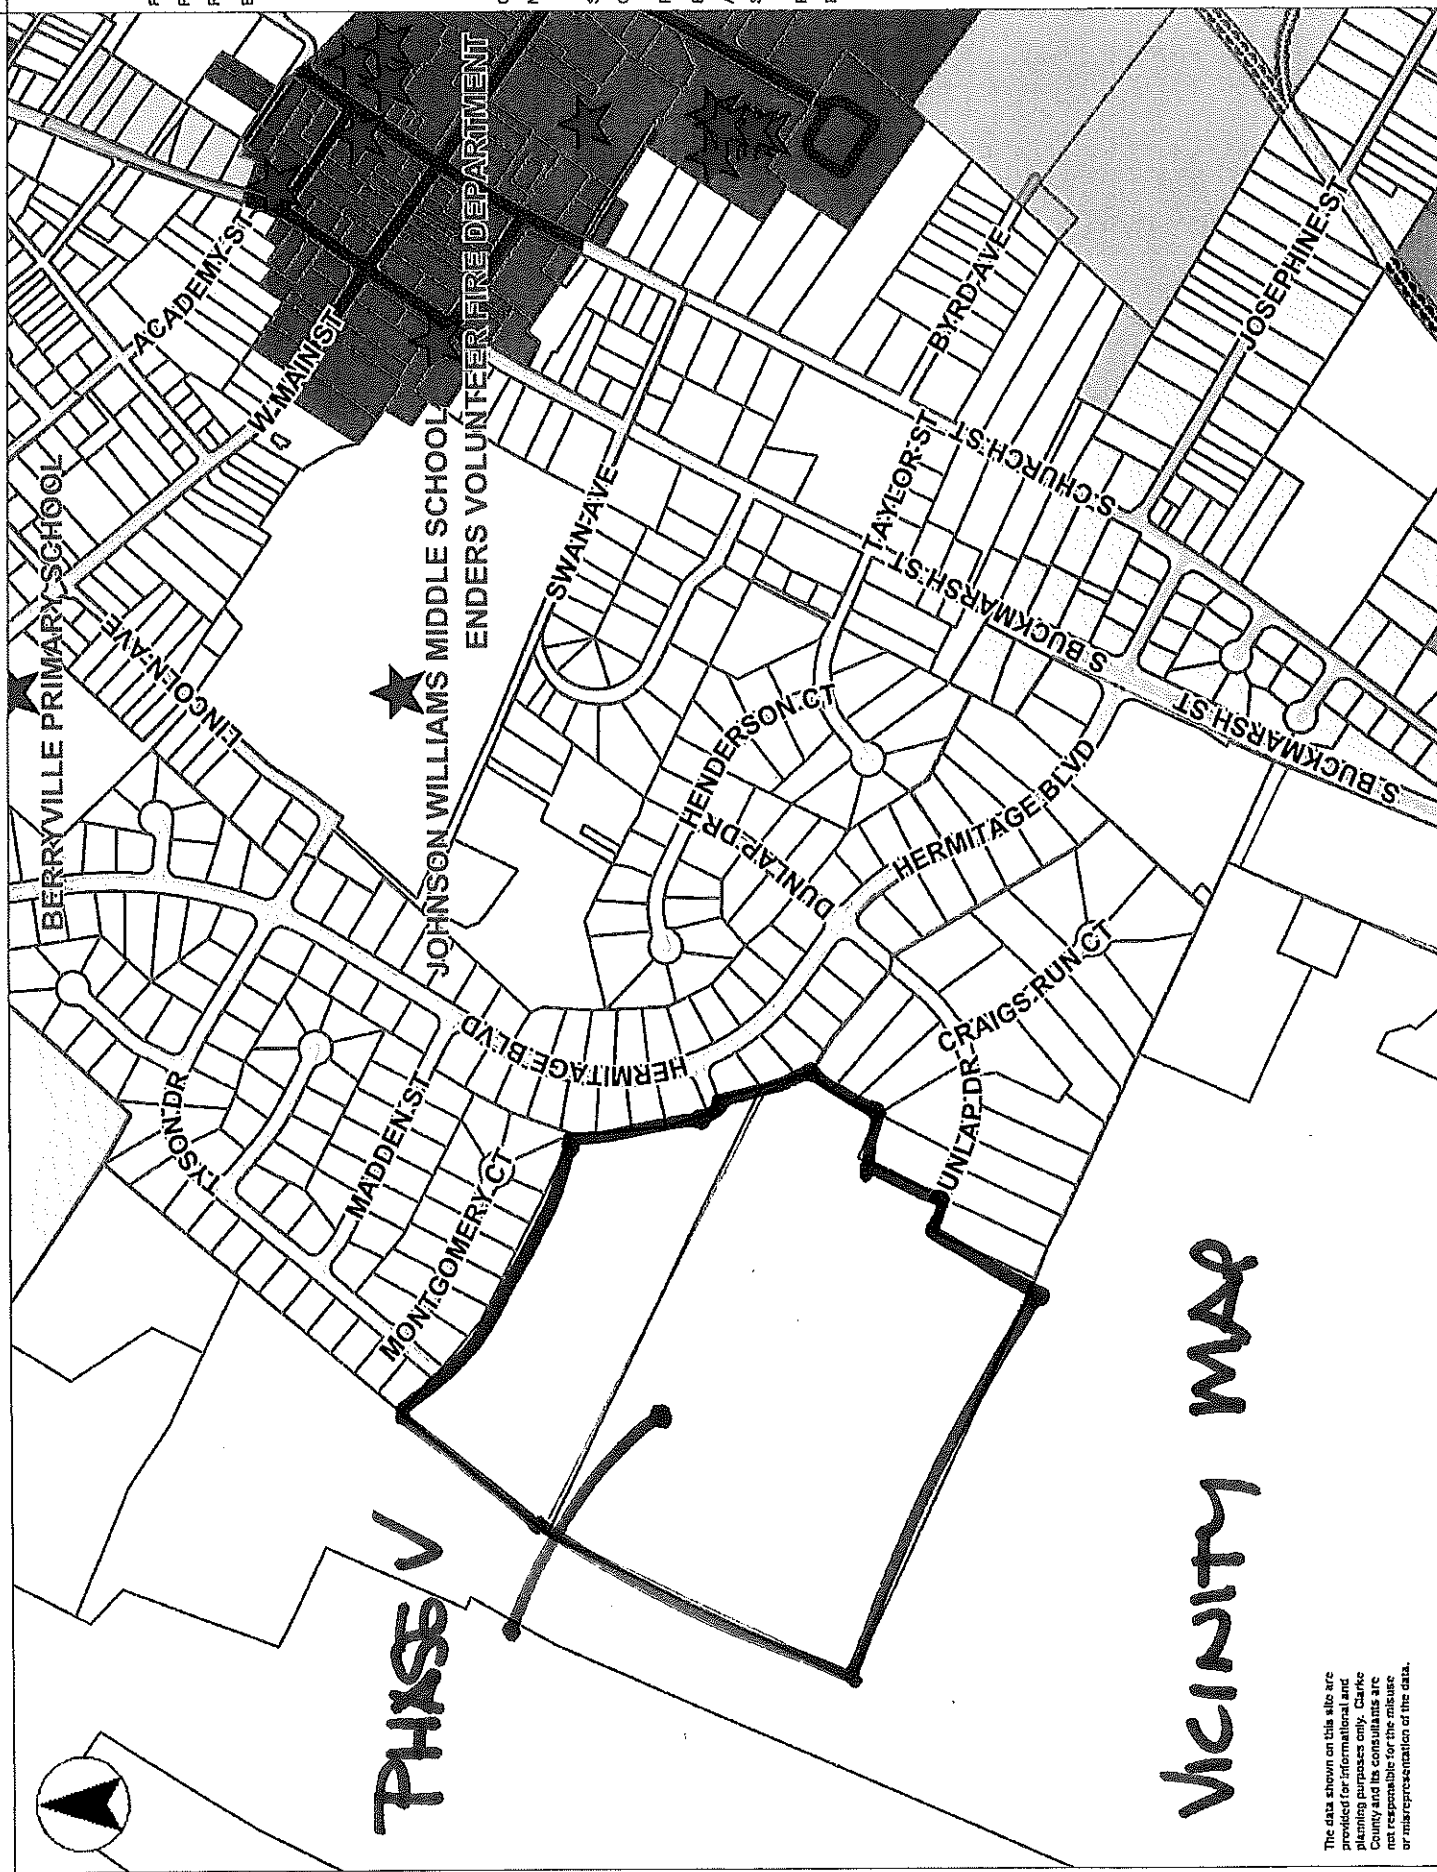 BERRYVILLE PRIMARY SCHOOL
ACADEMY ST
W MAIN ST
LINCOLN AVE
JOHNSON WILLIAMS MIDDLE SCHOOL
ENDERS VOLUNTEER FIRE DEPARTMENT
SWAN AVE
TYSON DR
MADDEN ST
MONTGOMERY CT
HERMITAGE BLVD
HERMITAGE BLVD
HENDERSON CT
DUNLAP DR
HERMITAGE BLVD
TAYLOR ST
BYRD AVE
S CHURCH ST
S BUCKMARSH ST
JOSEPHINE ST
S BUCKMARSH ST
S BUCKMARSH ST
CRAIGS RUN CT
DUNLAP DR
PHASE V
VICINITY MAP
The data shown on this site are
provided for informational and
planning purposes only. Clarke
County and its consultants are
not responsible for the misuse
or misrepresentation of the data.